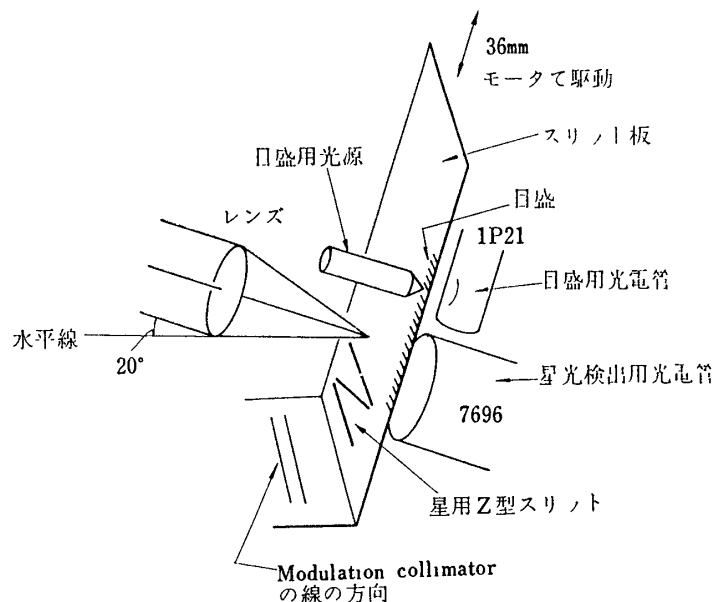 36mm
モータて駆動
スリット板
目盛用光源
目盛
レンズ
1P21
目盛用光電管
水平線
20°
星光検出用光電管
7696
星用Z型スリット
Modulation collimator
の線の方向